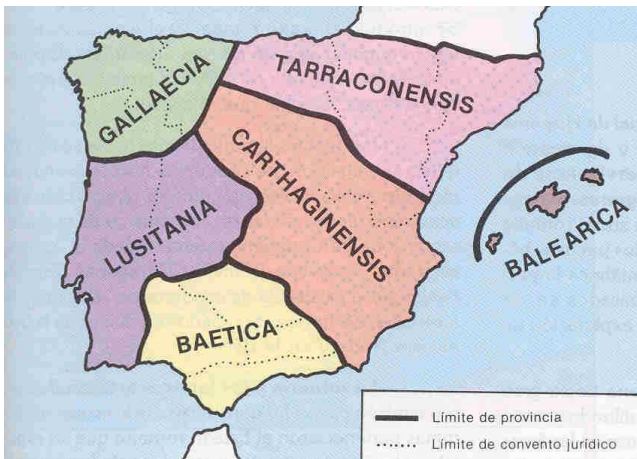 GALLAECIA
TARRACONENSIS
CARTHAGINENSIS
LUSITANIA
BAETICA
BALEARICA
Límite de provincia
Límite de convento jurídico